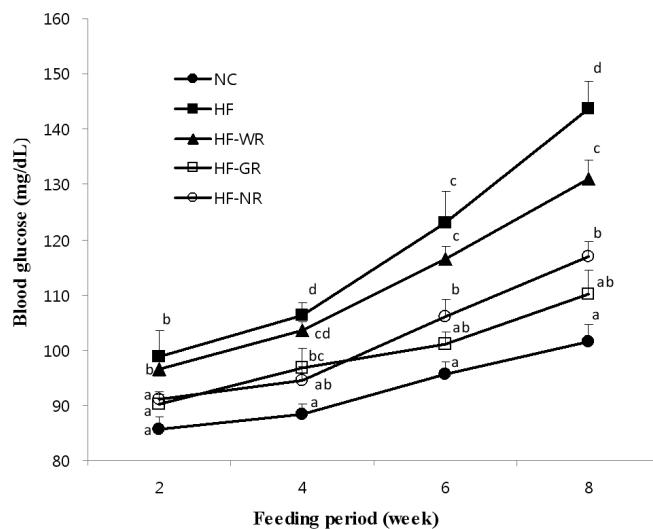 160
150
140
130
120
110
100
90
80
Blood glucose (mg/dL)
NC
HF
HF-WR
HF-GR
HF-NR
b
b
a
a
a
d
cd
bc
ab
a
c
c
b
ab
a
d
c
b
ab
a
2 4 6 8
Feeding period (week)